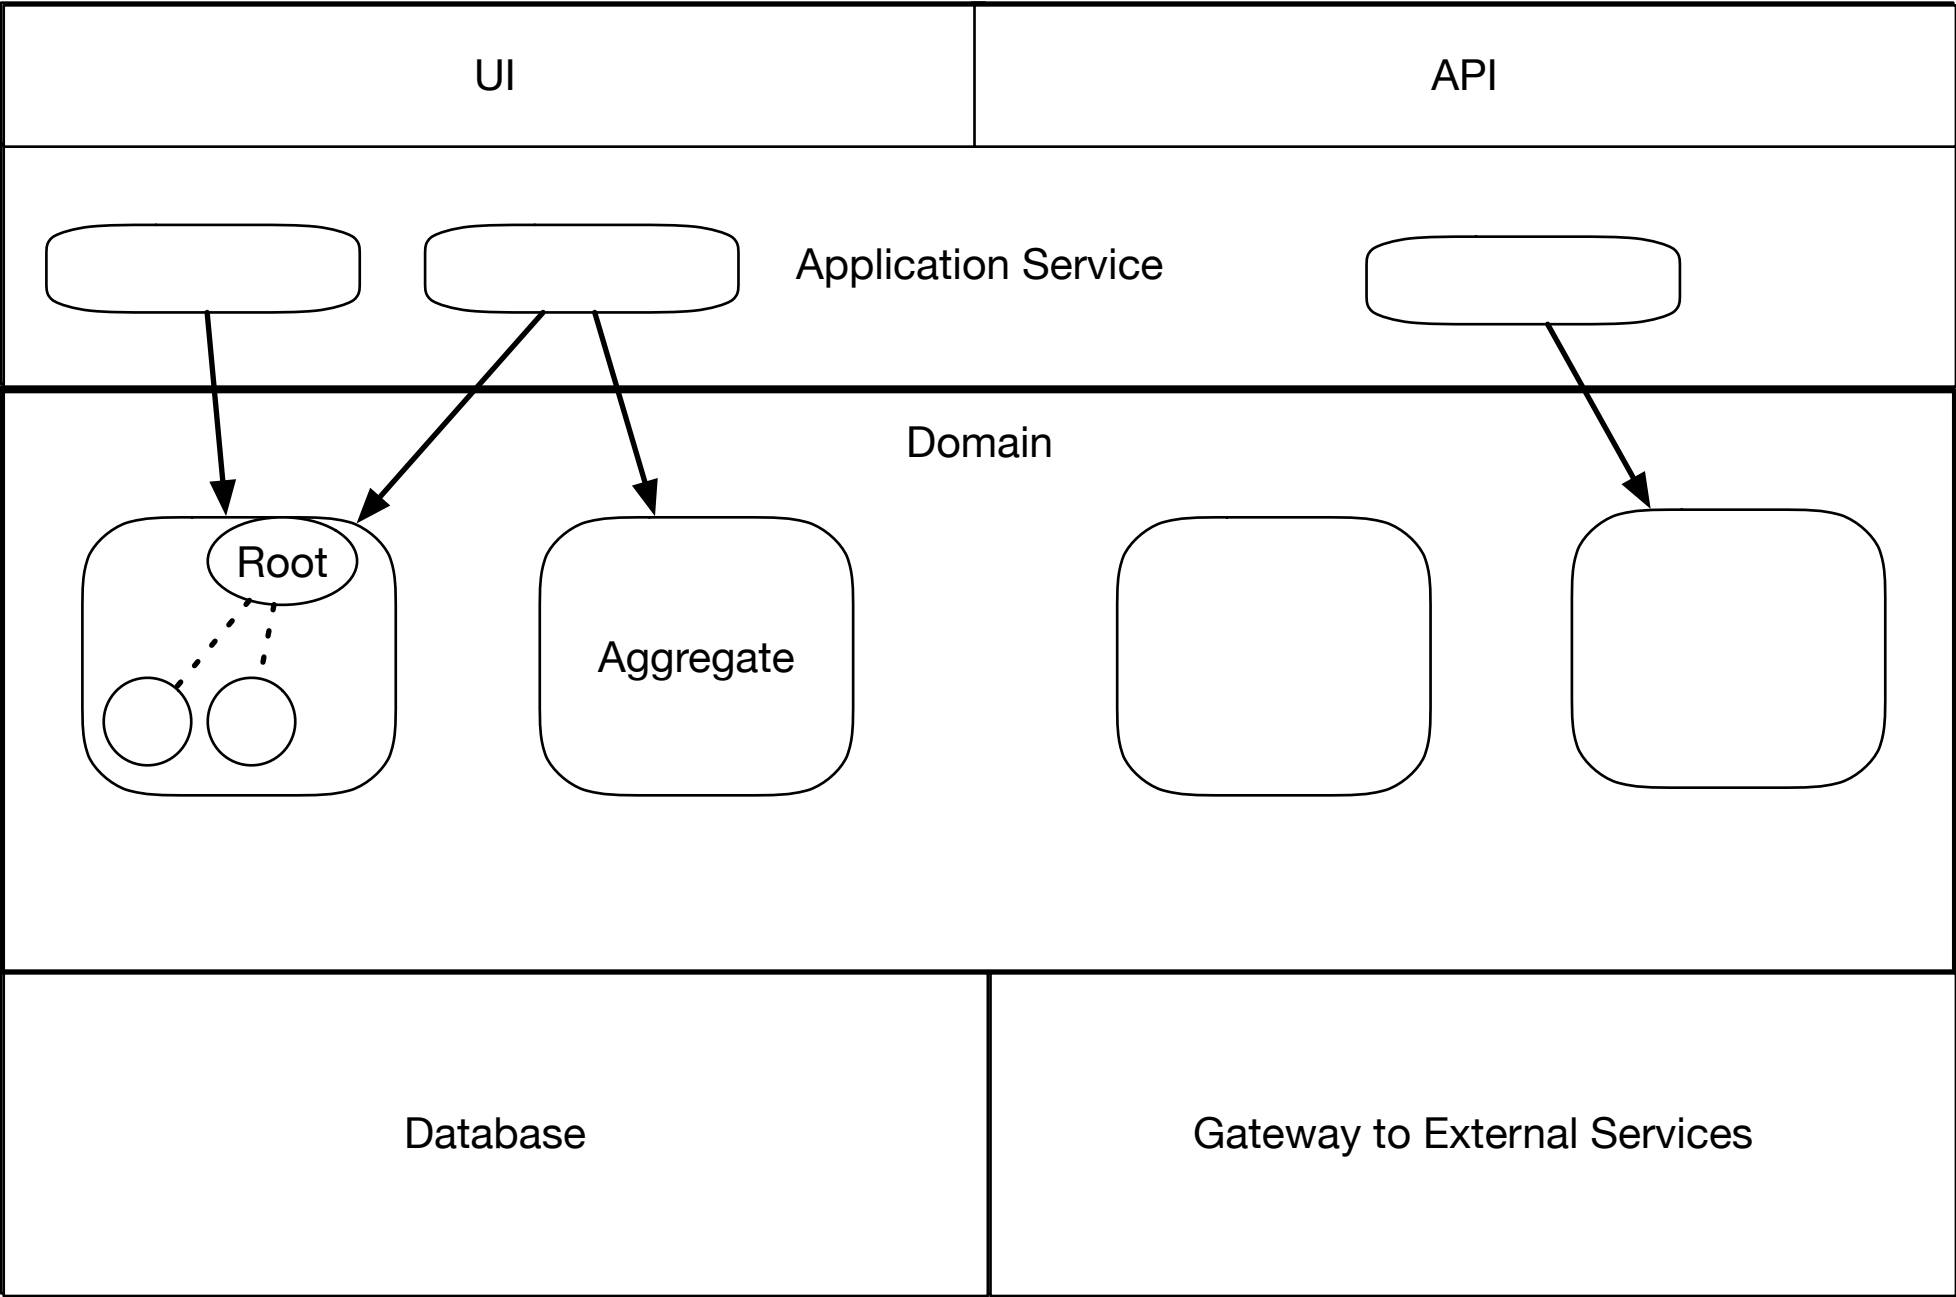 UI
API
Application Service
Domain
Root
Aggregate
Database
Gateway to External Services